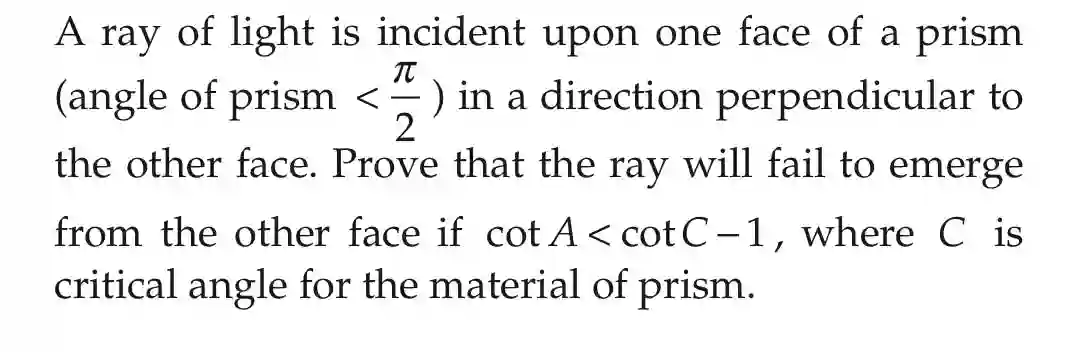 A ray of light is incident upon one face of a prism
(angle of prism < π/2) in a direction perpendicular to
the other face. Prove that the ray will fail to emerge
from the other face if cot A < cot C − 1, where C is
critical angle for the material of prism.